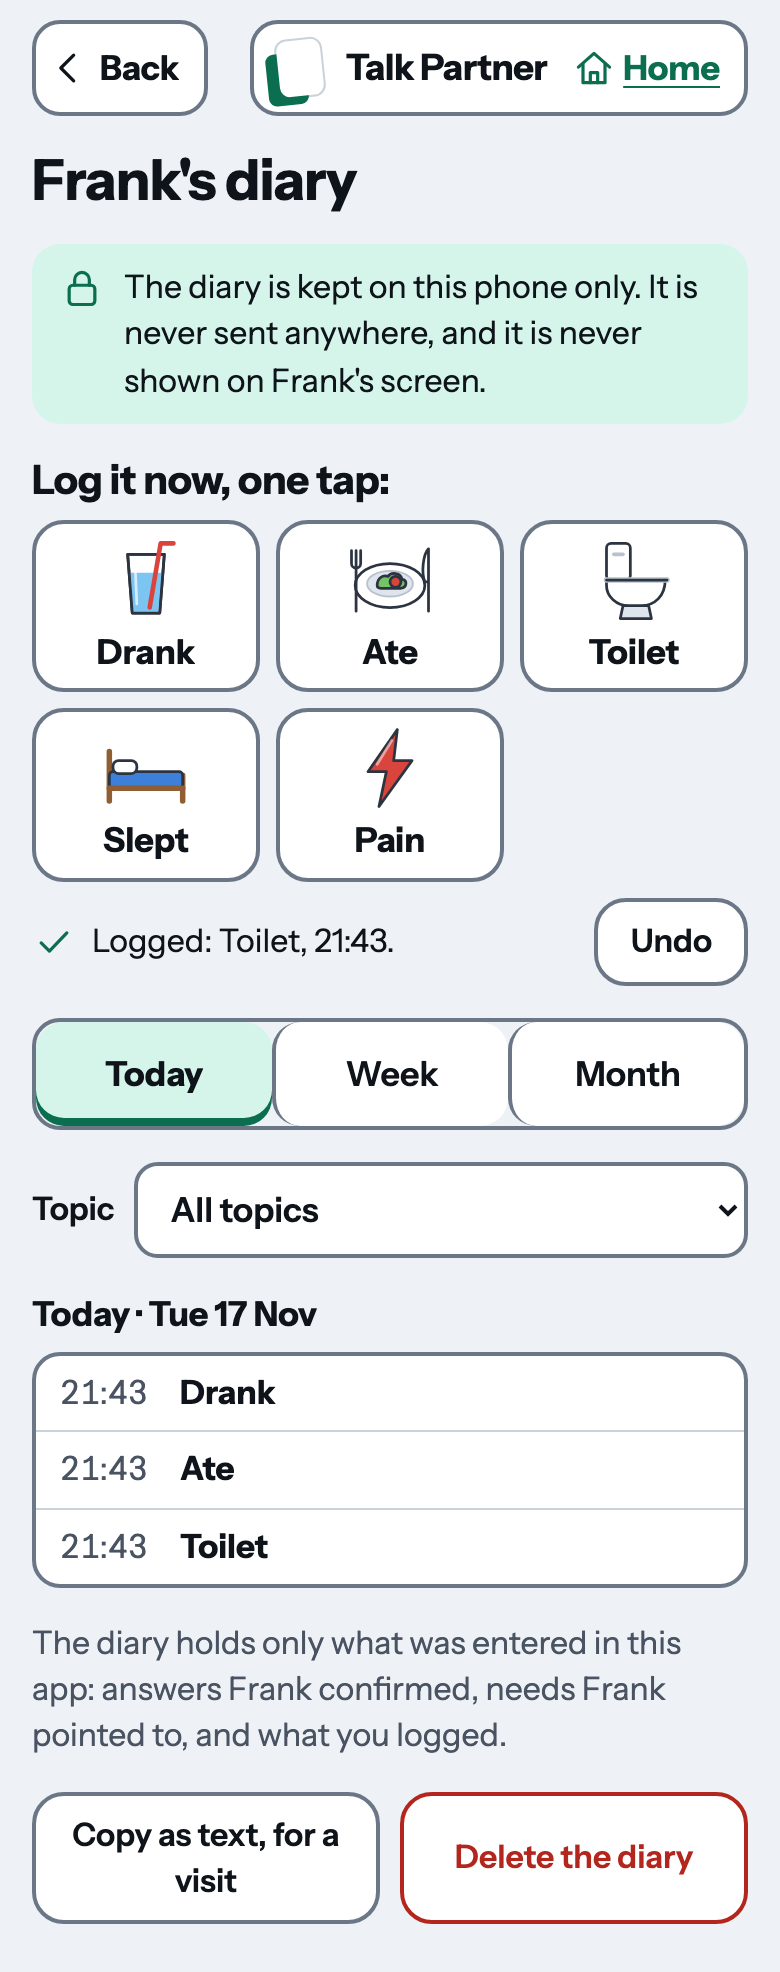 Back
Talk Partner
Home
Frank's diary
The diary is kept on this phone only. It is
never sent anywhere, and it is never
shown on Frank's screen.
Log it now, one tap:
Drank
Ate
Toilet
Slept
Pain
Logged: Toilet, 21:43.
Undo
Today
Week
Month
Topic
All topics
Today · Tue 17 Nov
21:43 Drank
21:43 Ate
21:43 Toilet
The diary holds only what was entered in this
app: answers Frank confirmed, needs Frank
pointed to, and what you logged.
Copy as text, for a
visit
Delete the diary